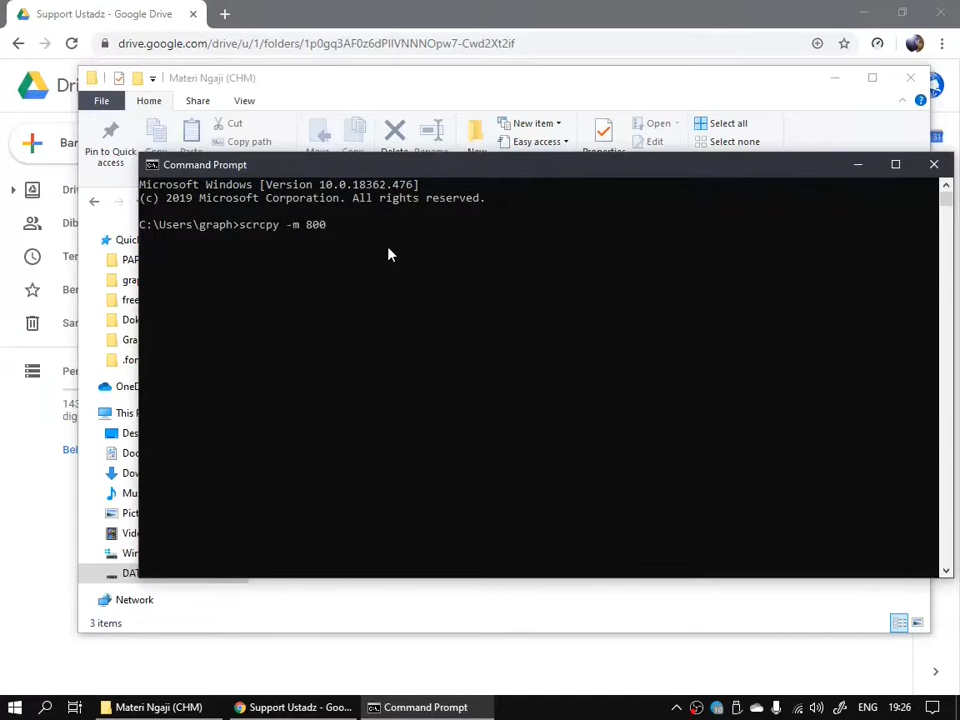 Support Ustadz - Google Drive
drive.google.com/drive/u/1/folders/1p0gq3AF0z6dPIlVNNNOpw7-Cwd2Xt2if
Materi Ngaji (CHM)
File
Home
Share
View
Pin to Quick
access
Cut
Copy path
New item
Easy access
Open
Edit
Select all
Select none
Command Prompt
Microsoft Windows [Version 10.0.18362.476]
(c) 2019 Microsoft Corporation. All rights reserved.
C:\Users\graph>scrcpy -m 800
Network
3 items
Materi Ngaji (CHM)
Support Ustadz - Goo...
Command Prompt
ENG
19:26